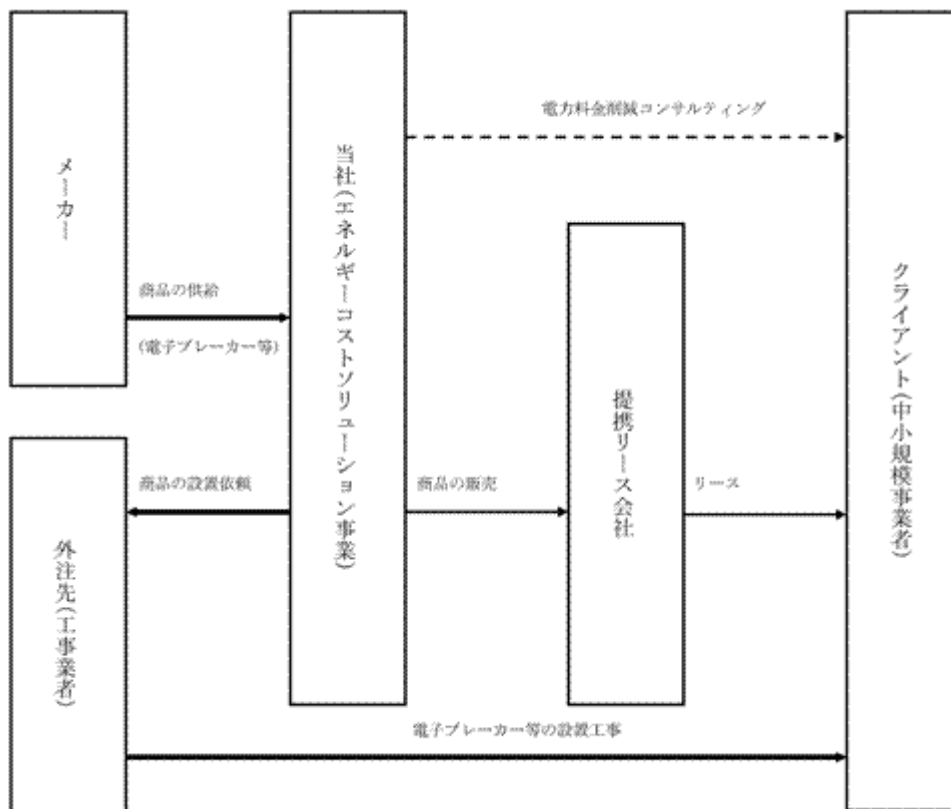 メーカー
商品の供給
(電子ブレーカー等)
当社(エネルギーコストソリューション事業)
電力料金削減コンサルティング
商品の設置依頼
外注先(工事業者)
商品の販売
提携リース会社
リース
クライアント(中小規模事業者)
電子ブレーカー等の設置工事